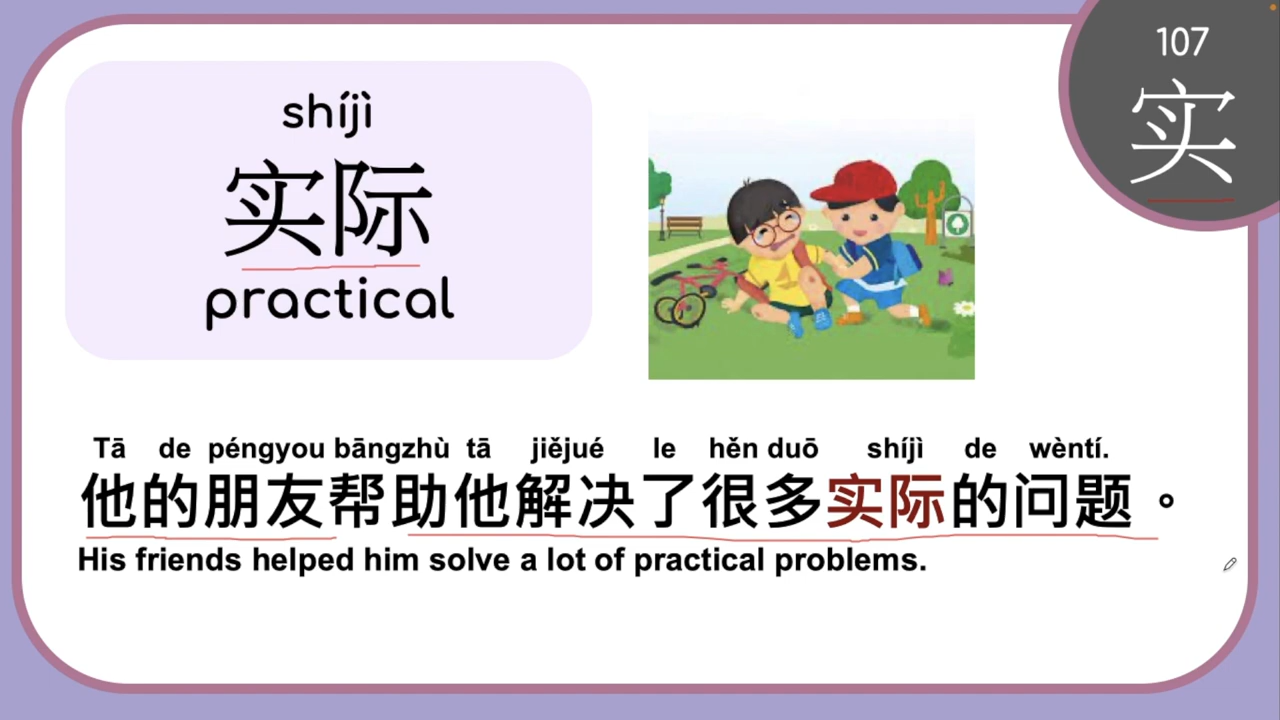 107
实
shíjì
实际
practical
Tā de péngyou bāngzhù tā jiějué le hěn duō shíjì de wèntí.
他的朋友帮助他解决了很多实际的问题。
His friends helped him solve a lot of practical problems.